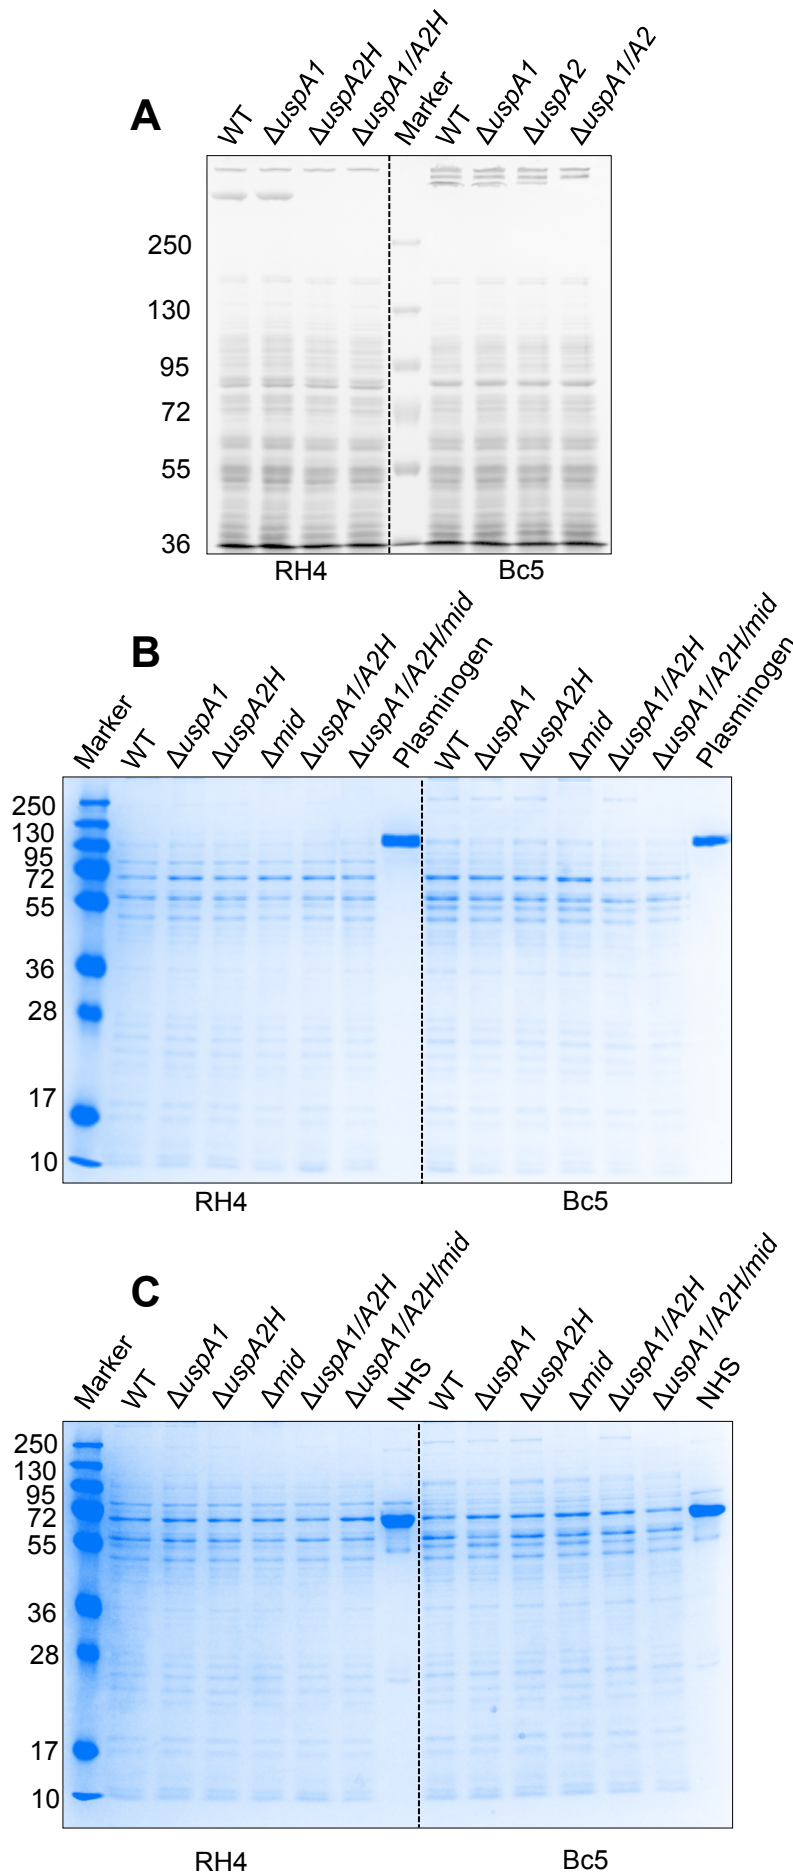 A
WT
ΔuspA1
ΔuspA2H
ΔuspA1/A2H
Marker
WT
ΔuspA1
ΔuspA2
ΔuspA1/A2
250
130
95
72
55
36
RH4 Bc5
B
Marker
WT
ΔuspA1
ΔuspA2H
Δmid
ΔuspA1/A2H
ΔuspA1/A2H/mid
Plasminogen
WT
ΔuspA1
ΔuspA2H
Δmid
ΔuspA1/A2H
ΔuspA1/A2H/mid
Plasminogen
250
130
95
72
55
36
28
17
10
RH4 Bc5
C
Marker
WT
ΔuspA1
ΔuspA2H
Δmid
ΔuspA1/A2H
ΔuspA1/A2H/mid
NHS
WT
ΔuspA1
ΔuspA2H
Δmid
ΔuspA1/A2H
ΔuspA1/A2H/mid
NHS
250
130
95
72
55
36
28
17
10
RH4 Bc5